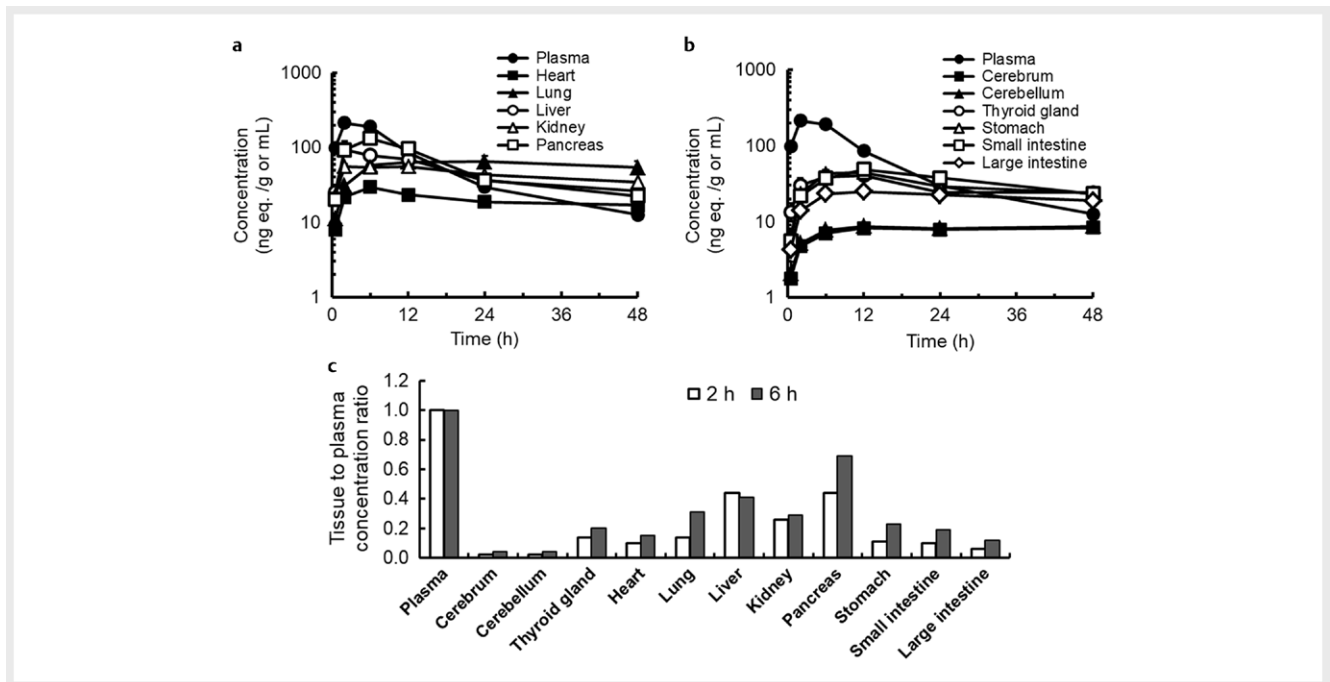 a
Concentration
(ng eq. /g or mL)
1000
100
10
1
0
12
24
36
48
Time (h)
Plasma
Heart
Lung
Liver
Kidney
Pancreas
b
Concentration
(ng eq. /g or mL)
1000
100
10
1
0
12
24
36
48
Time (h)
Plasma
Cerebrum
Cerebellum
Thyroid gland
Stomach
Small intestine
Large intestine
c
Tissue to plasma
concentration ratio
1.2
1.0
0.8
0.6
0.4
0.2
0.0
2 h
6 h
Plasma
Cerebrum
Cerebellum
Thyroid gland
Heart
Lung
Liver
Kidney
Pancreas
Stomach
Small intestine
Large intestine